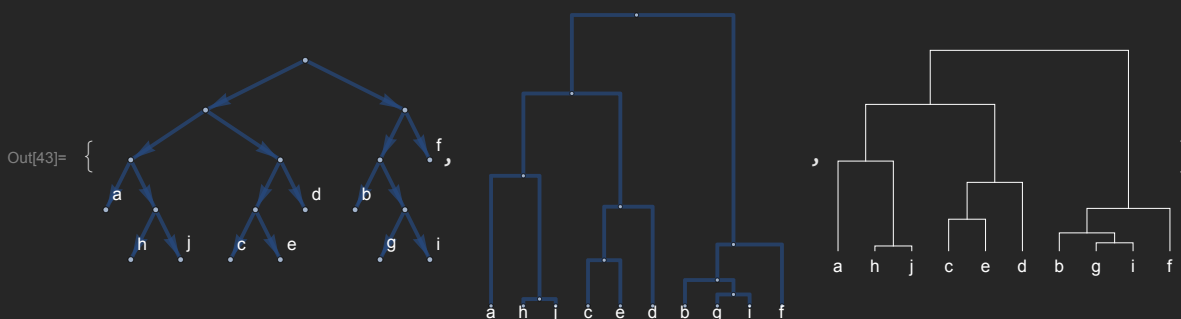 Out[43]= { a h j c e d b g i f ,
a h j c e d b g i f
,
a h j c e d b g i f